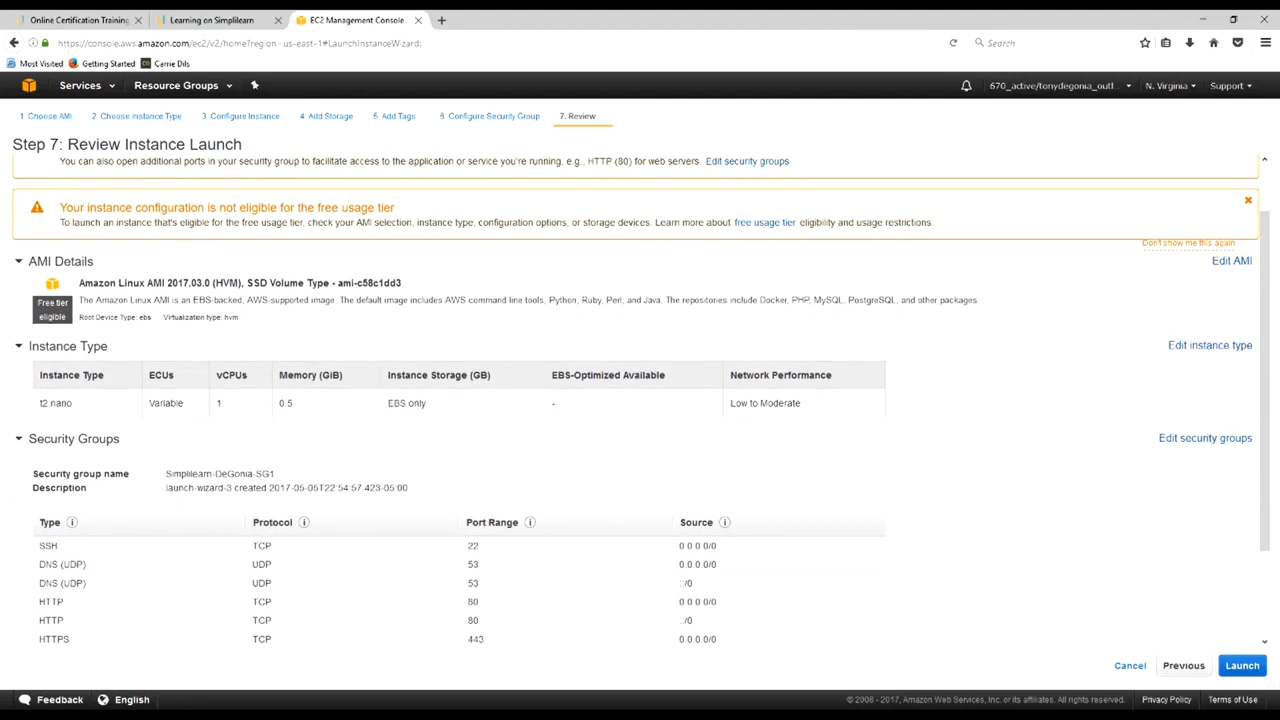 Online Certification Training
Learning on Simplilearn
EC2 Management Console
https://console.aws.amazon.com/ec2/v2/home?region=us-east-1#LaunchInstanceWizard:
Search
Most Visited
Getting Started
Carrie Dils
Services
Resource Groups
670_active/tonydegonia_outl...
N. Virginia
Support
1 Choose AMI
2 Choose Instance Type
3 Configure Instance
4 Add Storage
5 Add Tags
6 Configure Security Group
7. Review
Step 7: Review Instance Launch
You can also open additional ports in your security group to facilitate access to the application or service you're running, e.g., HTTP (80) for web servers. Edit security groups
Your instance configuration is not eligible for the free usage tier
To launch an instance that's eligible for the free usage tier, check your AMI selection, instance type, configuration options, or storage devices. Learn more about free usage tier eligibility and usage restrictions.
Don't show me this again
AMI Details
Edit AMI
Amazon Linux AMI 2017.03.0 (HVM), SSD Volume Type - ami-c58c1dd3
Free tier eligible
The Amazon Linux AMI is an EBS-backed, AWS-supported image. The default image includes AWS command line tools, Python, Ruby, Perl, and Java. The repositories include Docker, PHP, MySQL, PostgreSQL, and other packages.
Root Device Type: ebs Virtualization type: hvm
Instance Type
Edit instance type
Instance Type ECUs vCPUs Memory (GiB) Instance Storage (GB) EBS-Optimized Available Network Performance
t2.nano Variable 1 0.5 EBS only - Low to Moderate
Security Groups
Edit security groups
Security group name Simplilearn-DeGonia-SG1
Description launch-wizard-3 created 2017-05-05T22:54:57.423-05:00
Type Protocol Port Range Source
SSH TCP 22 0.0.0.0/0
DNS (UDP) UDP 53 0.0.0.0/0
DNS (UDP) UDP 53 ::/0
HTTP TCP 80 0.0.0.0/0
HTTP TCP 80 ::/0
HTTPS TCP 443 0.0.0.0/0
Cancel
Previous
Launch
Feedback
English
© 2008 - 2017, Amazon Web Services, Inc. or its affiliates. All rights reserved.
Privacy Policy
Terms of Use